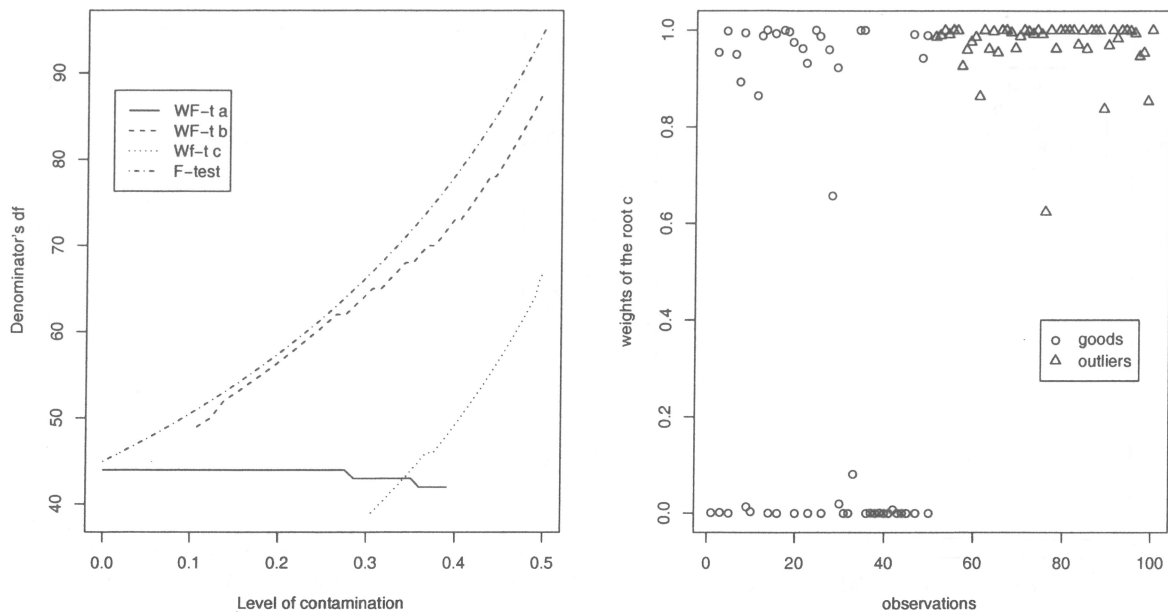 Denominator's df
90
80
70
60
50
40
WF-t a
WF-t b
Wf-t c
F-test
0.0 0.1 0.2 0.3 0.4 0.5
Level of contamination
weights of the root c
1.0
0.8
0.6
0.4
0.2
0.0
goods
outliers
0 20 40 60 80 100
observations